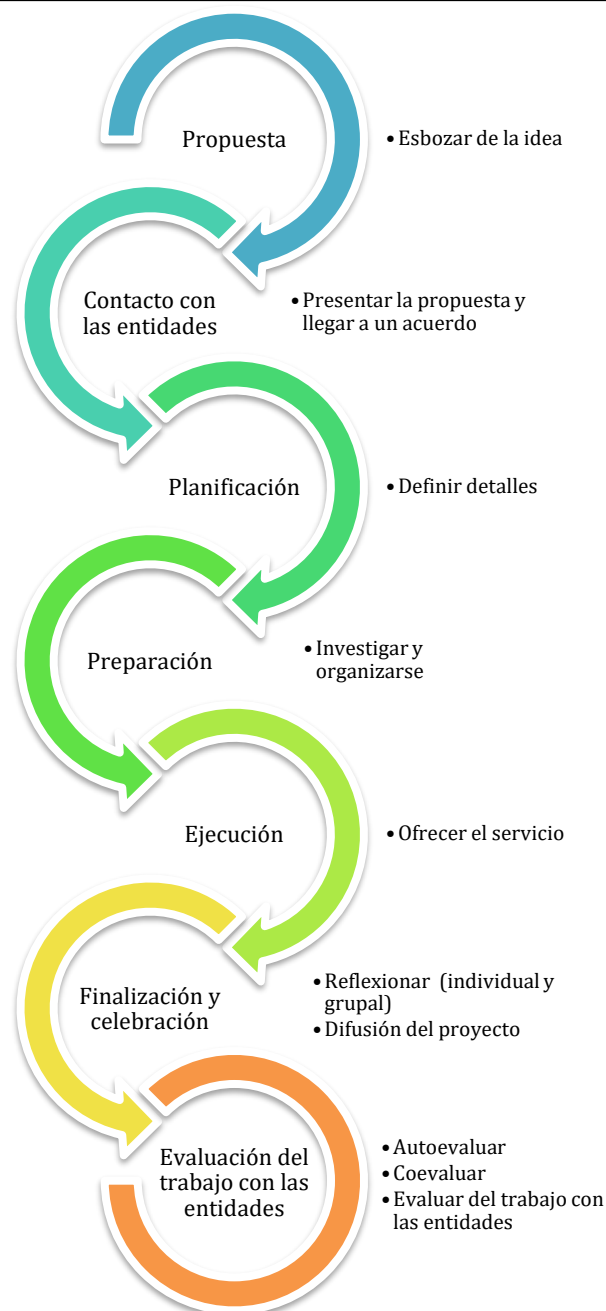 Propuesta
• Esbozar de la idea
Contacto con
las entidades
• Presentar la propuesta y
llegar a un acuerdo
Planificación
• Definir detalles
Preparación
• Investigar y
organizarse
Ejecución
• Ofrecer el servicio
Finalización y
celebración
• Reflexionar (individual y
grupal)
• Difusión del proyecto
Evaluación del
trabajo con las
entidades
• Autoevaluar
• Coevaluar
• Evaluar del trabajo con
las entidades